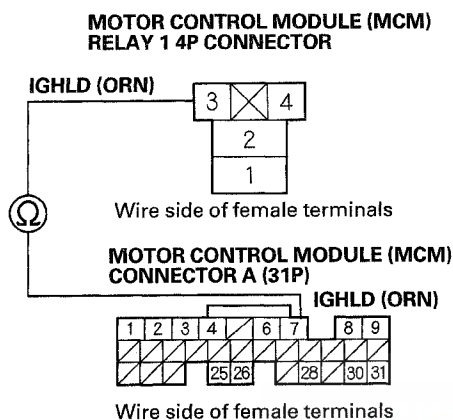 MOTOR CONTROL MODULE (MCM)
RELAY 1 4P CONNECTOR
IGHLD (ORN)
3 4
2
1
Ω
Wire side of female terminals
MOTOR CONTROL MODULE (MCM)
CONNECTOR A (31P)
IGHLD (ORN)
1 2 3 4 6 7 8 9
25 26 28 30 31
Wire side of female terminals